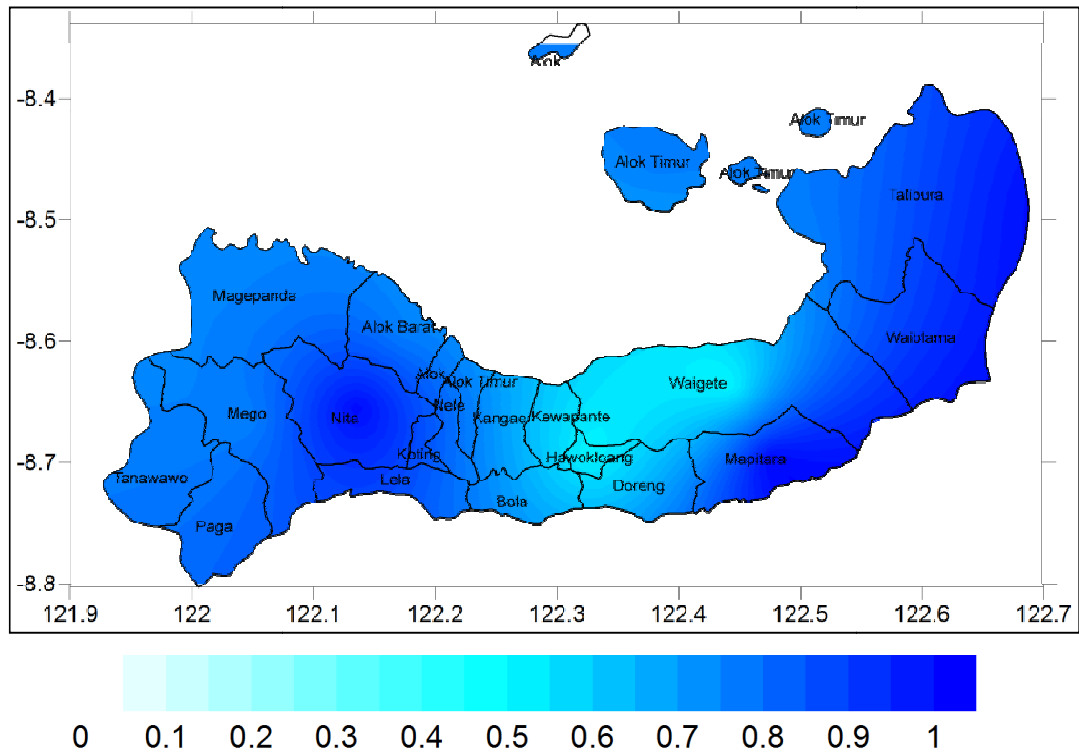 Alok
-8.4
Alok Timur
Alok Timur
Alok Timur
Talibura
-8.5
Magepanda
Alok Barat
-8.6
Waiblama
Alok
Alok Timur
Waigete
Nele
Mego
Nita
Kangae
Kewapante
Koting
Hawokloang
Mapitara
-8.7
Tanawawo
Lela
Doreng
Bola
Paga
-8.8
121.9 122 122.1 122.2 122.3 122.4 122.5 122.6 122.7
0 0.1 0.2 0.3 0.4 0.5 0.6 0.7 0.8 0.9 1